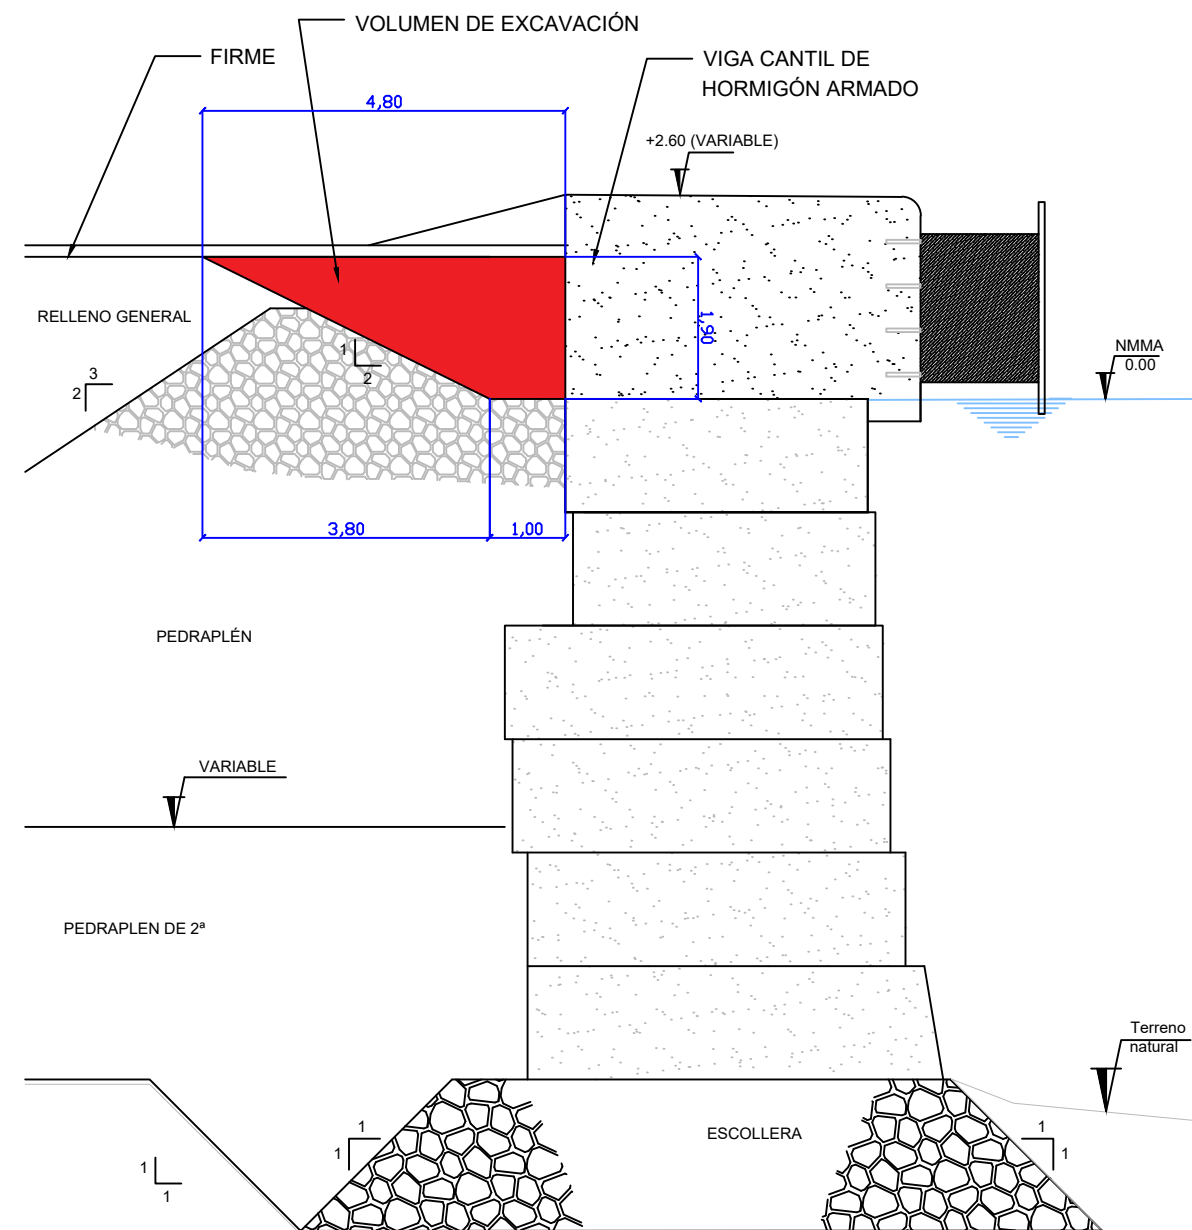 VOLUMEN DE EXCAVACIÓN
FIRME
VIGA CANTIL DE
HORMIGÓN ARMADO
4,80
+2.60 (VARIABLE)
RELLENO GENERAL
1,90
NMMA
0.00
1
2
3
2
3,80
1,00
PEDRAPLÉN
VARIABLE
PEDRAPLEN DE 2ª
Terreno
natural
ESCOLLERA
1
1
1
1
1
1